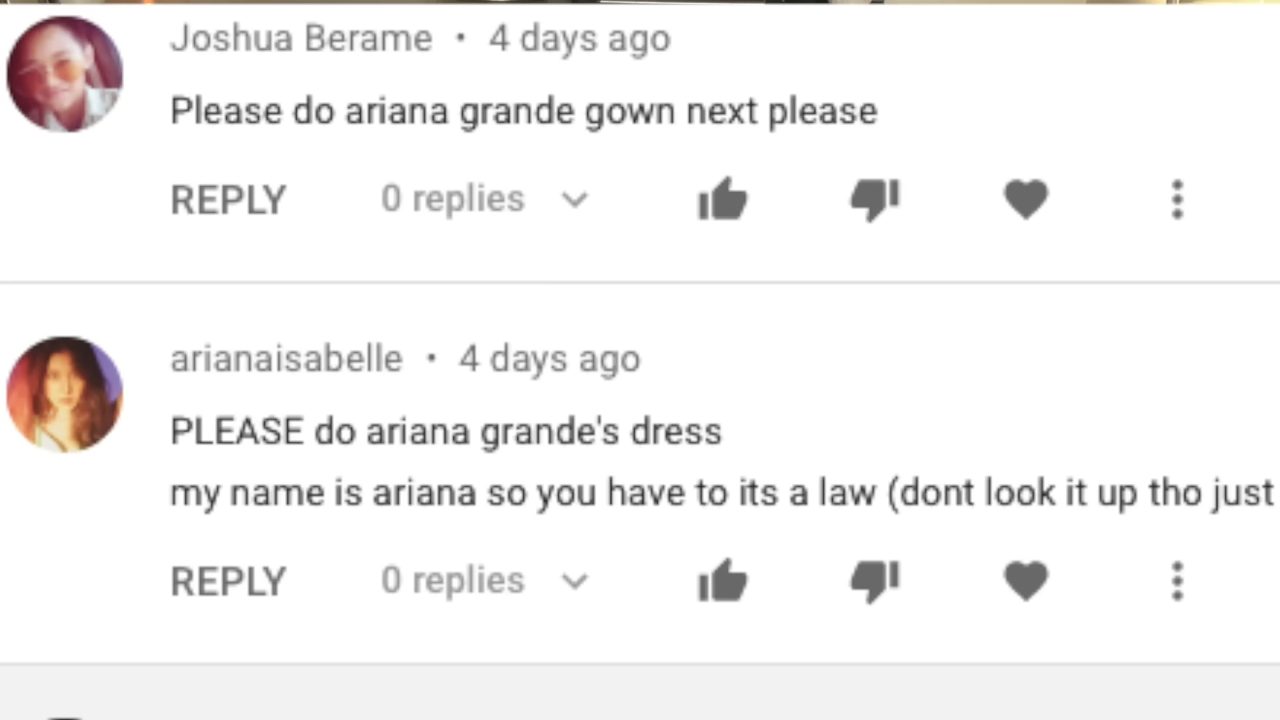 Joshua Berame • 4 days ago
Please do ariana grande gown next please
REPLY 0 replies
arianaisabelle • 4 days ago
PLEASE do ariana grande's dress
my name is ariana so you have to its a law (dont look it up tho just
REPLY 0 replies